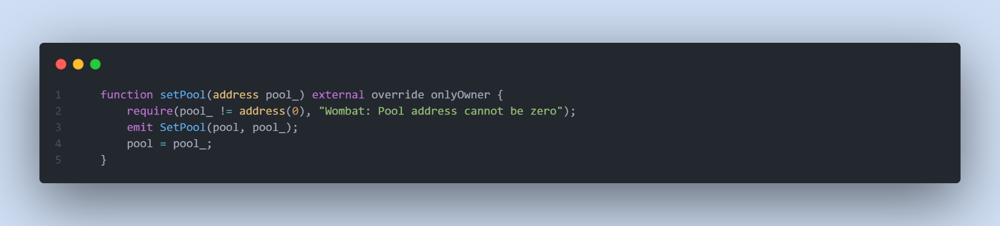 1 function setPool(address pool_) external override onlyOwner {
2 require(pool_ != address(0), "Wombat: Pool address cannot be zero");
3 emit SetPool(pool, pool_);
4 pool = pool_;
5 }